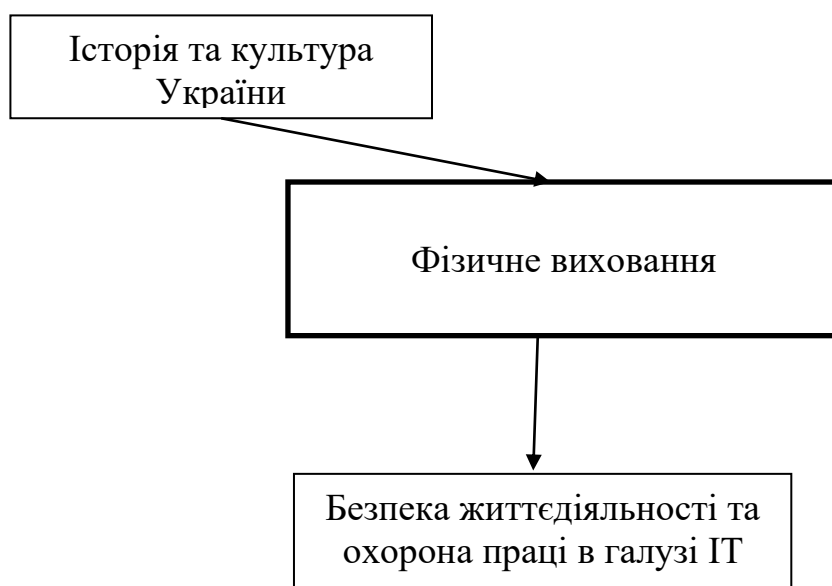 Історія та культура
України
Фізичне виховання
Безпека життєдіяльності та
охорона праці в галузі ІТ